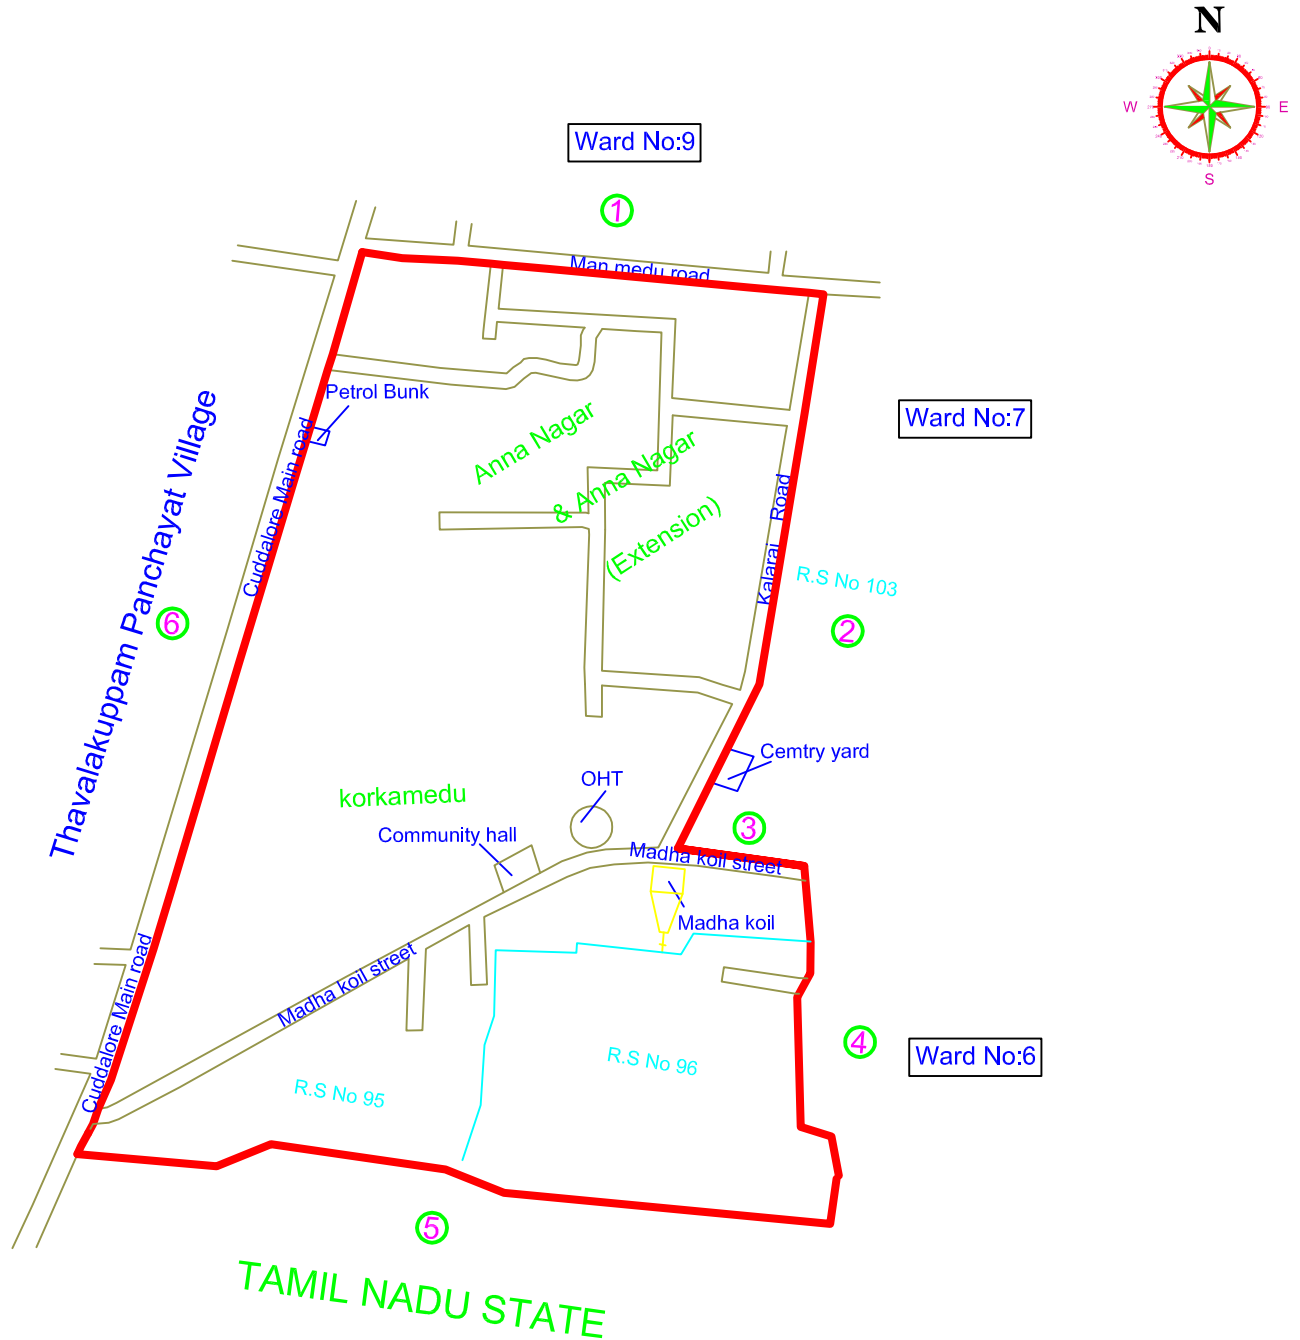 N
W
E
S
Ward No:9
1
Man medu road
Petrol Bunk
Ward No:7
Anna Nagar
& Anna Nagar
(Extension)
Cuddalore Main road
Thavalakuppam Panchayat Village
6
Kalarai Road
R.S No 103
2
Cemtry yard
OHT
korkamedu
Community hall
3
Madha koil street
Madha koil
Madha koil street
Cuddalore Main road
4
Ward No:6
R.S No 96
R.S No 95
5
TAMIL NADU STATE